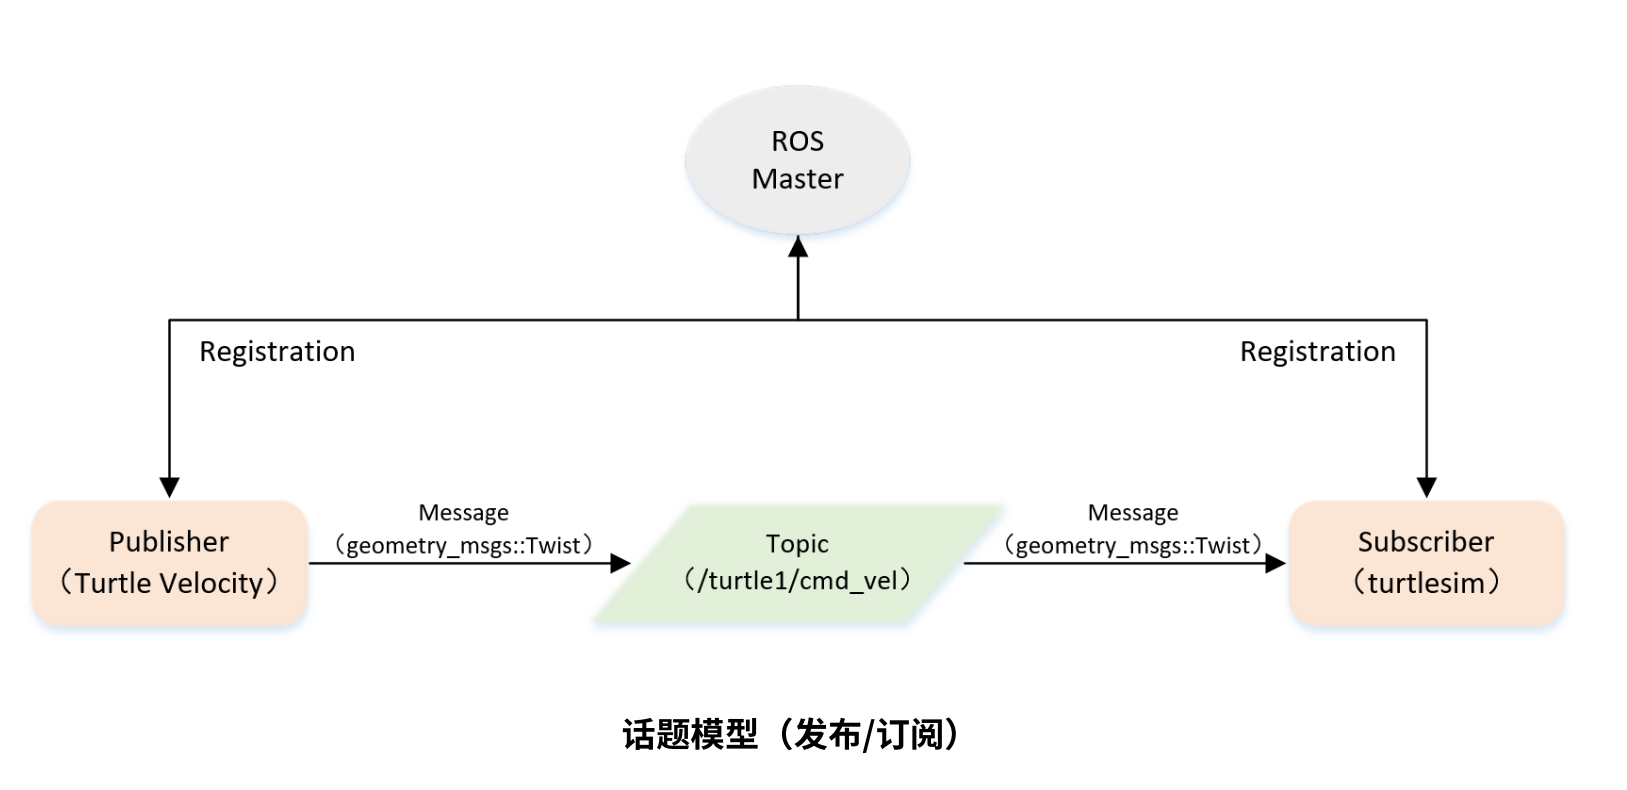 ROS
Master
Registration
Registration
Publisher
（Turtle Velocity）
Message
（geometry_msgs::Twist）
Topic
（/turtle1/cmd_vel）
Message
（geometry_msgs::Twist）
Subscriber
（turtlesim）
话题模型（发布/订阅）